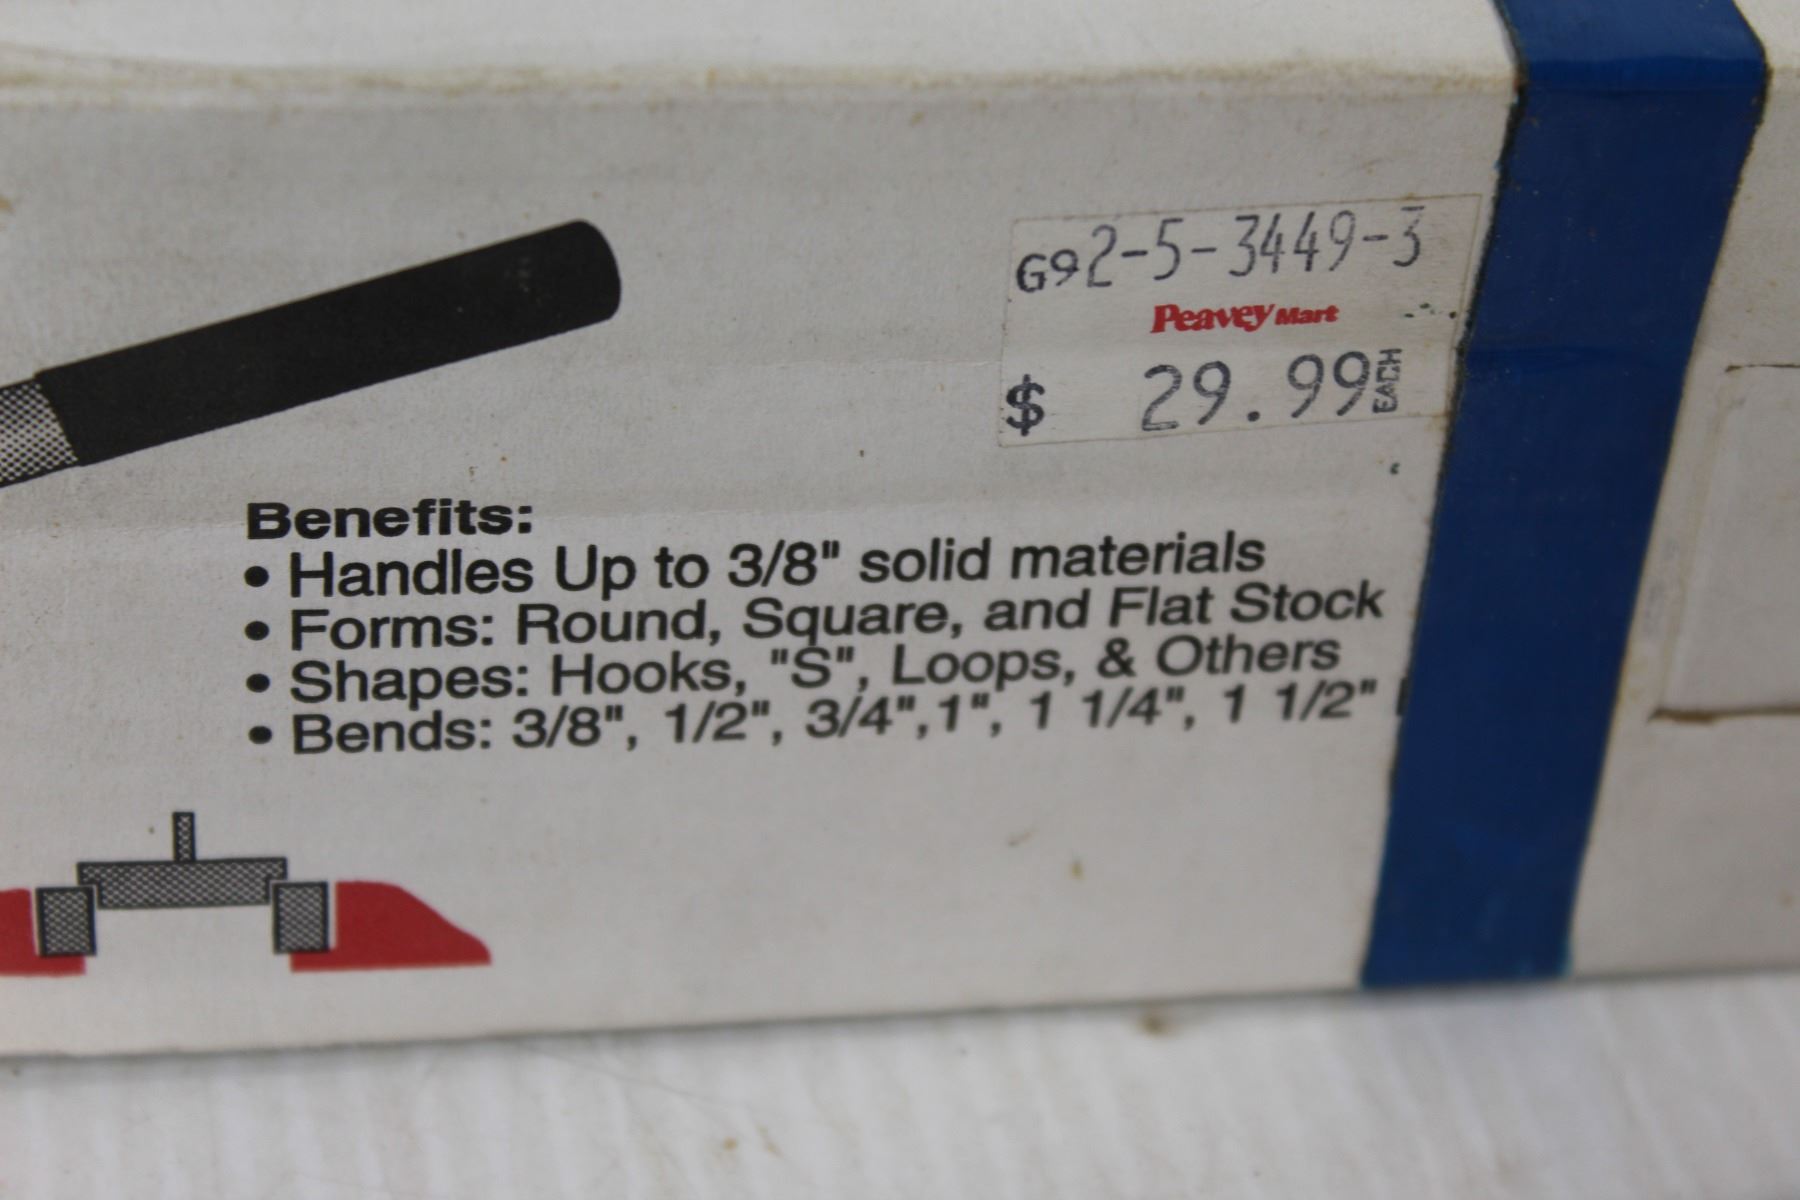 G92-5-3449-3
Peavey Mart
$ 29.99 EACH
Benefits:
• Handles Up to 3/8" solid materials
• Forms: Round, Square, and Flat Stock
• Shapes: Hooks, "S", Loops, & Others
• Bends: 3/8", 1/2", 3/4",1", 1 1/4", 1 1/2"